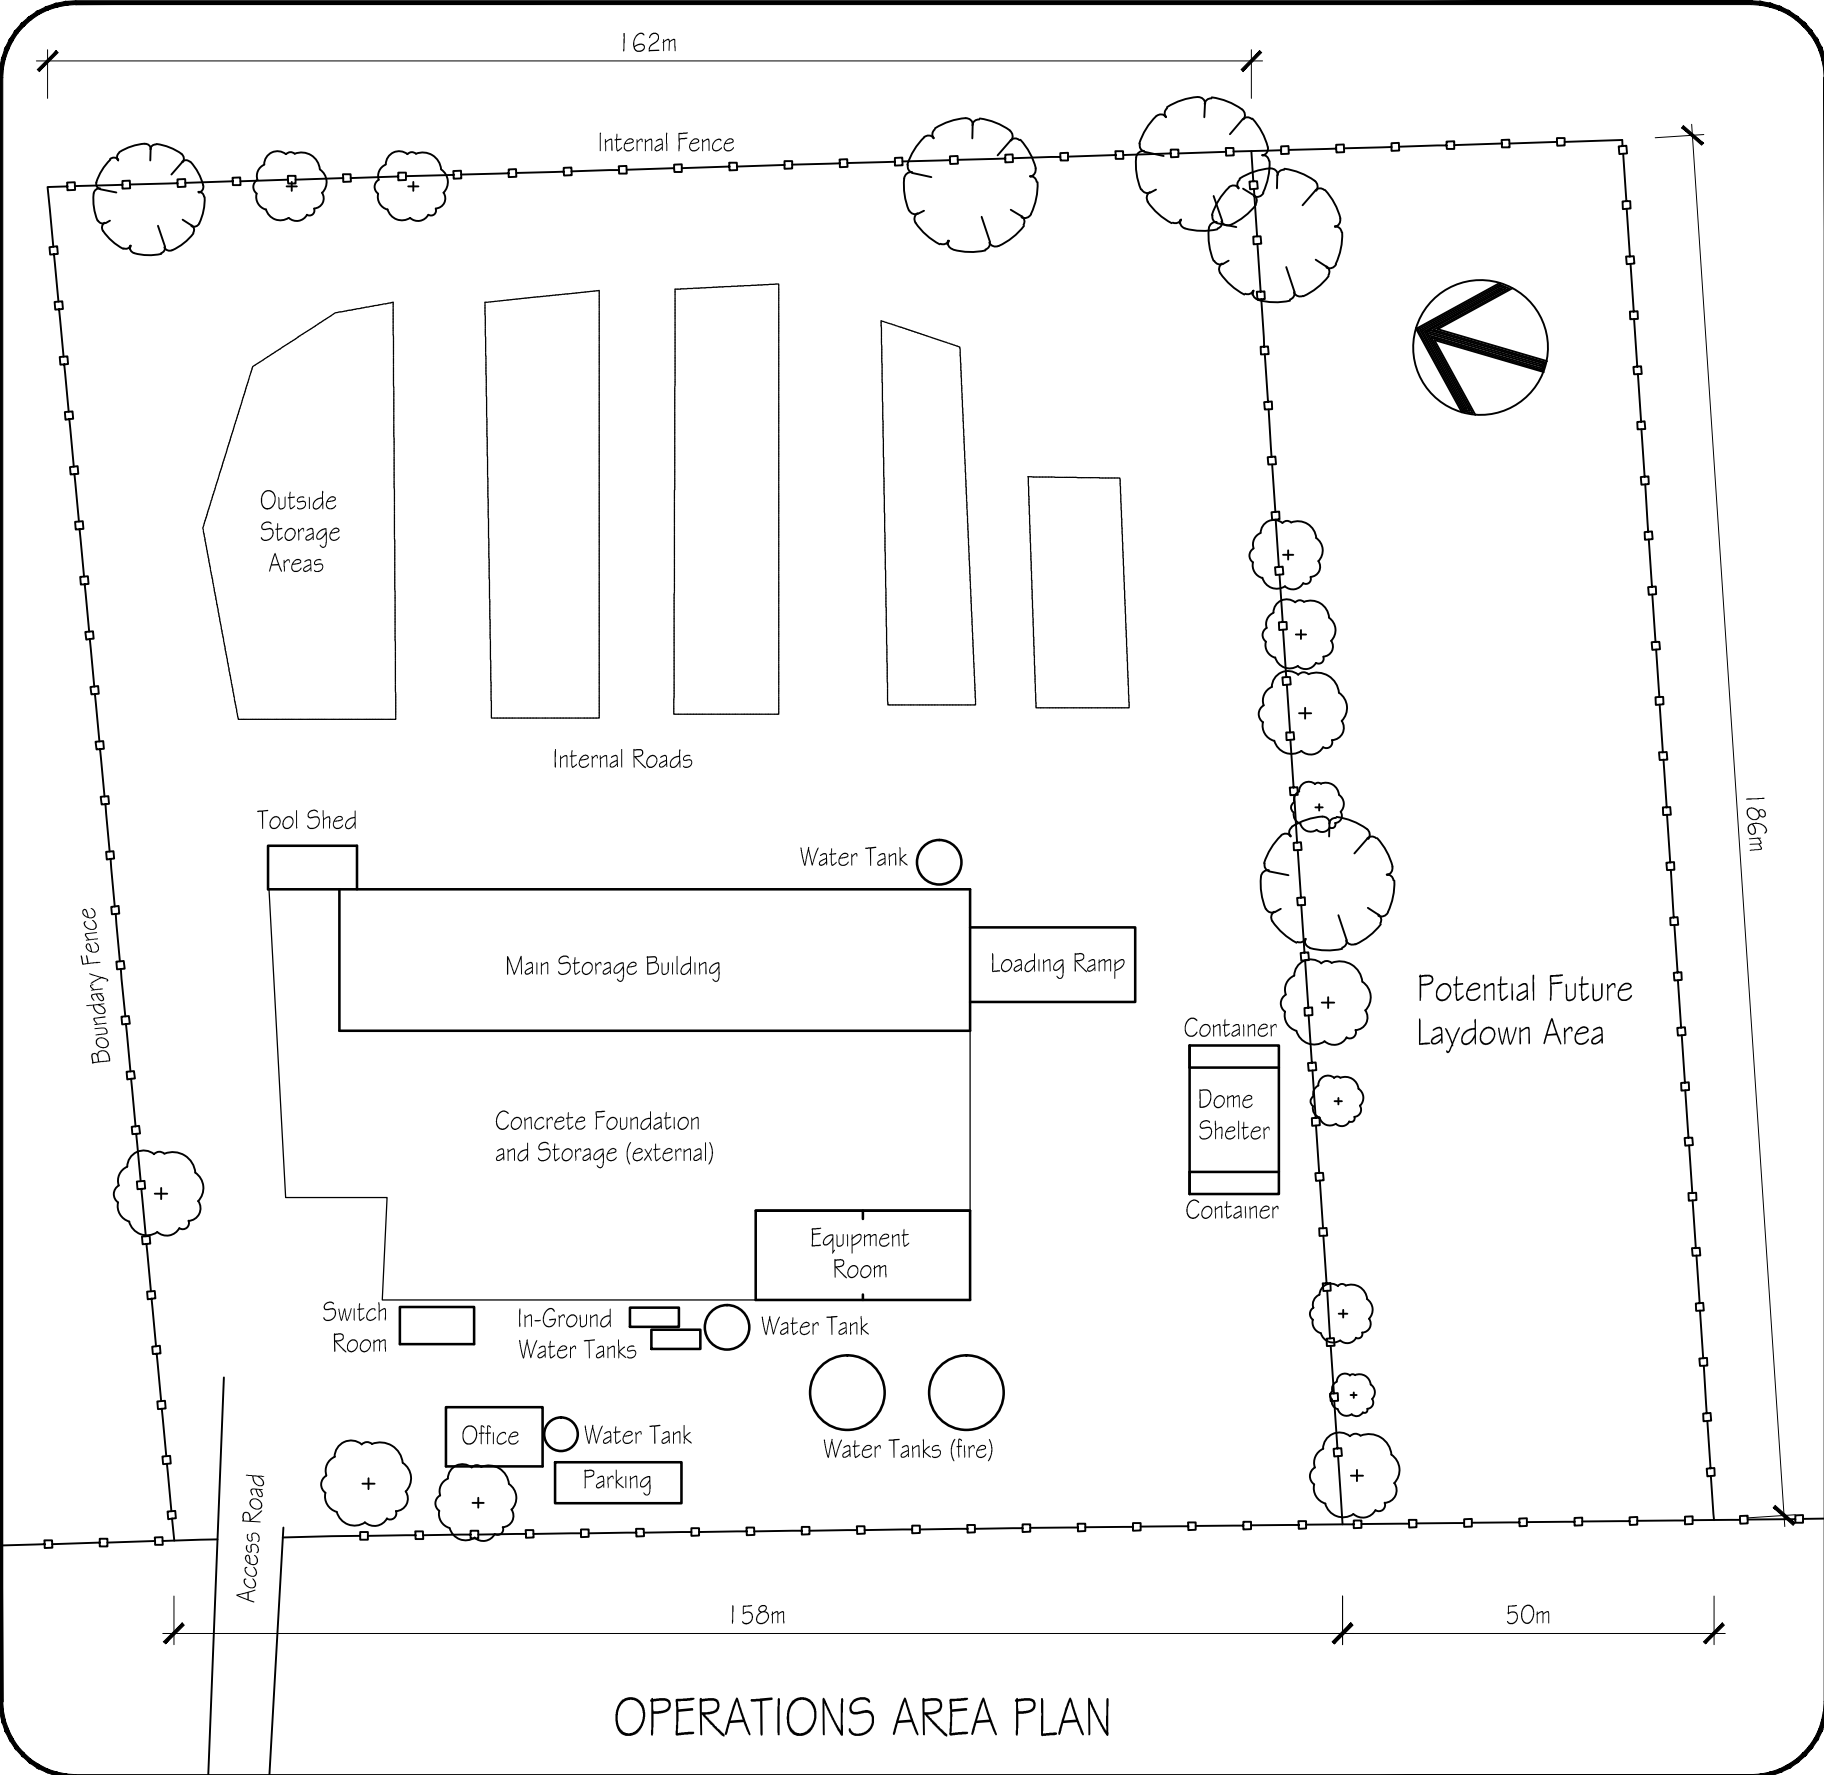 162m
Internal Fence
Outside
Storage
Areas
Internal Roads
186m
Tool Shed
Water Tank
Boundary Fence
Main Storage Building
Loading Ramp
Potential Future
Laydown Area
Container
Dome
Shelter
Container
Concrete Foundation
and Storage (external)
Equipment
Room
Switch
Room
In-Ground
Water Tanks
Water Tank
Office
Water Tank
Water Tanks (fire)
Parking
Access Road
158m
50m
OPERATIONS AREA PLAN